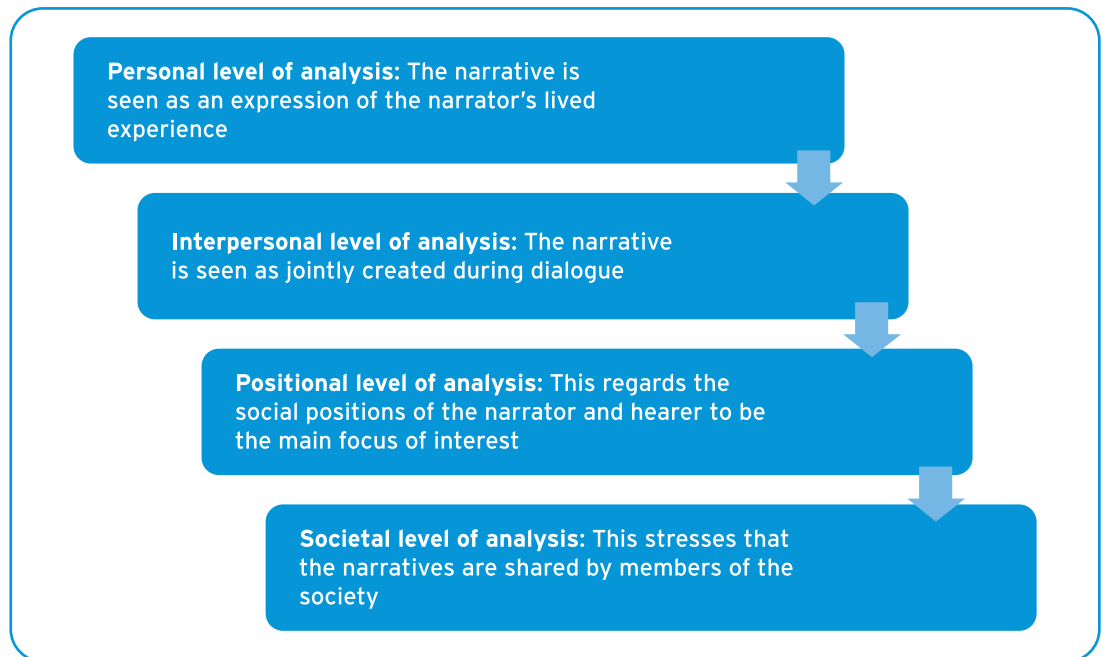 Personal level of analysis: The narrative is
seen as an expression of the narrator’s lived
experience
Interpersonal level of analysis: The narrative
is seen as jointly created during dialogue
Positional level of analysis: This regards the
social positions of the narrator and hearer to be
the main focus of interest
Societal level of analysis: This stresses that
the narratives are shared by members of the
society